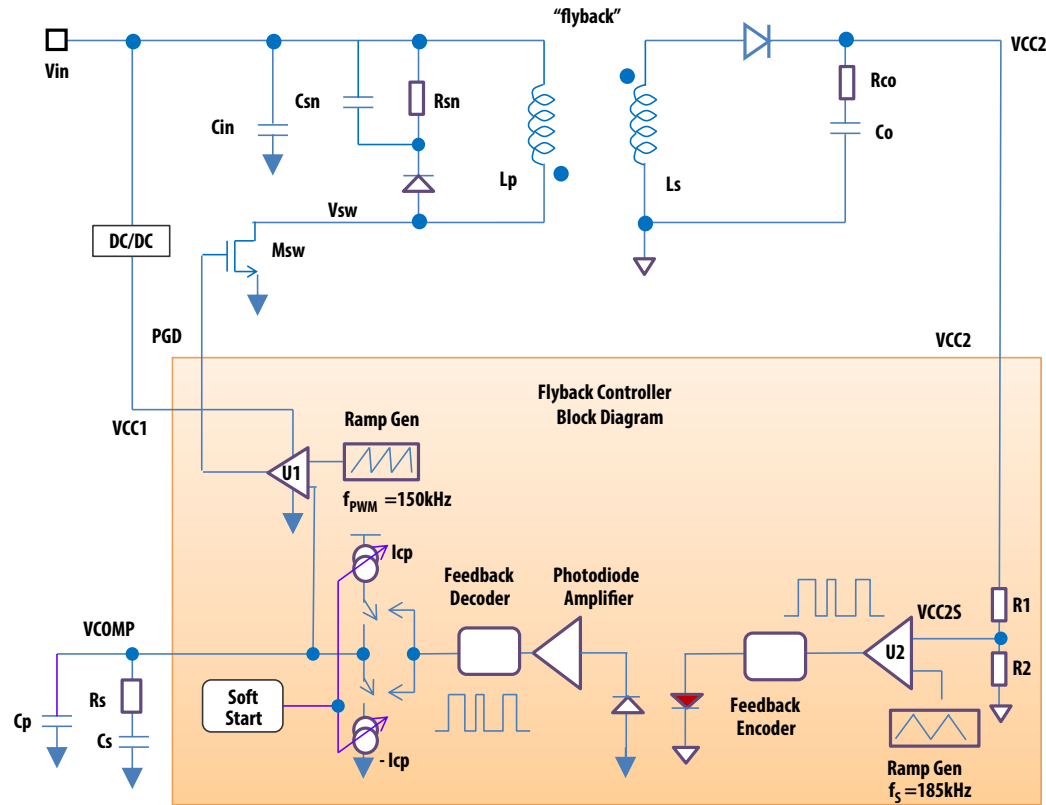 “flyback”
Vin
VCC2
Csn
Rsn
Rco
Cin
Co
Lp
Ls
Vsw
DC/DC
Msw
PGD
VCC2
Flyback Controller
Block Diagram
VCC1
Ramp Gen
U1
fPWM =150kHz
Icp
Feedback
Decoder
Photodiode
Amplifier
R1
VCC2S
VCOMP
U2
R2
Rs
Soft
Start
Cp
Feedback
Encoder
Cs
- Icp
Ramp Gen
fS =185kHz